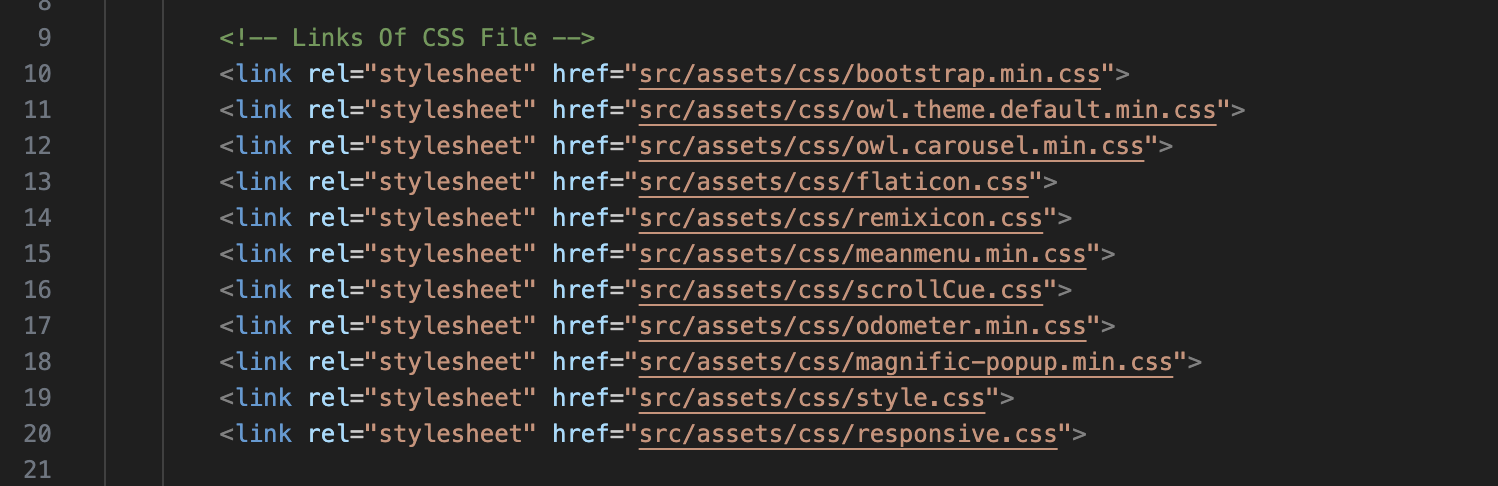 8
9 <!-- Links Of CSS File -->
10 <link rel="stylesheet" href="src/assets/css/bootstrap.min.css">
11 <link rel="stylesheet" href="src/assets/css/owl.theme.default.min.css">
12 <link rel="stylesheet" href="src/assets/css/owl.carousel.min.css">
13 <link rel="stylesheet" href="src/assets/css/flaticon.css">
14 <link rel="stylesheet" href="src/assets/css/remixicon.css">
15 <link rel="stylesheet" href="src/assets/css/meanmenu.min.css">
16 <link rel="stylesheet" href="src/assets/css/scrollCue.css">
17 <link rel="stylesheet" href="src/assets/css/odometer.min.css">
18 <link rel="stylesheet" href="src/assets/css/magnific-popup.min.css">
19 <link rel="stylesheet" href="src/assets/css/style.css">
20 <link rel="stylesheet" href="src/assets/css/responsive.css">
21